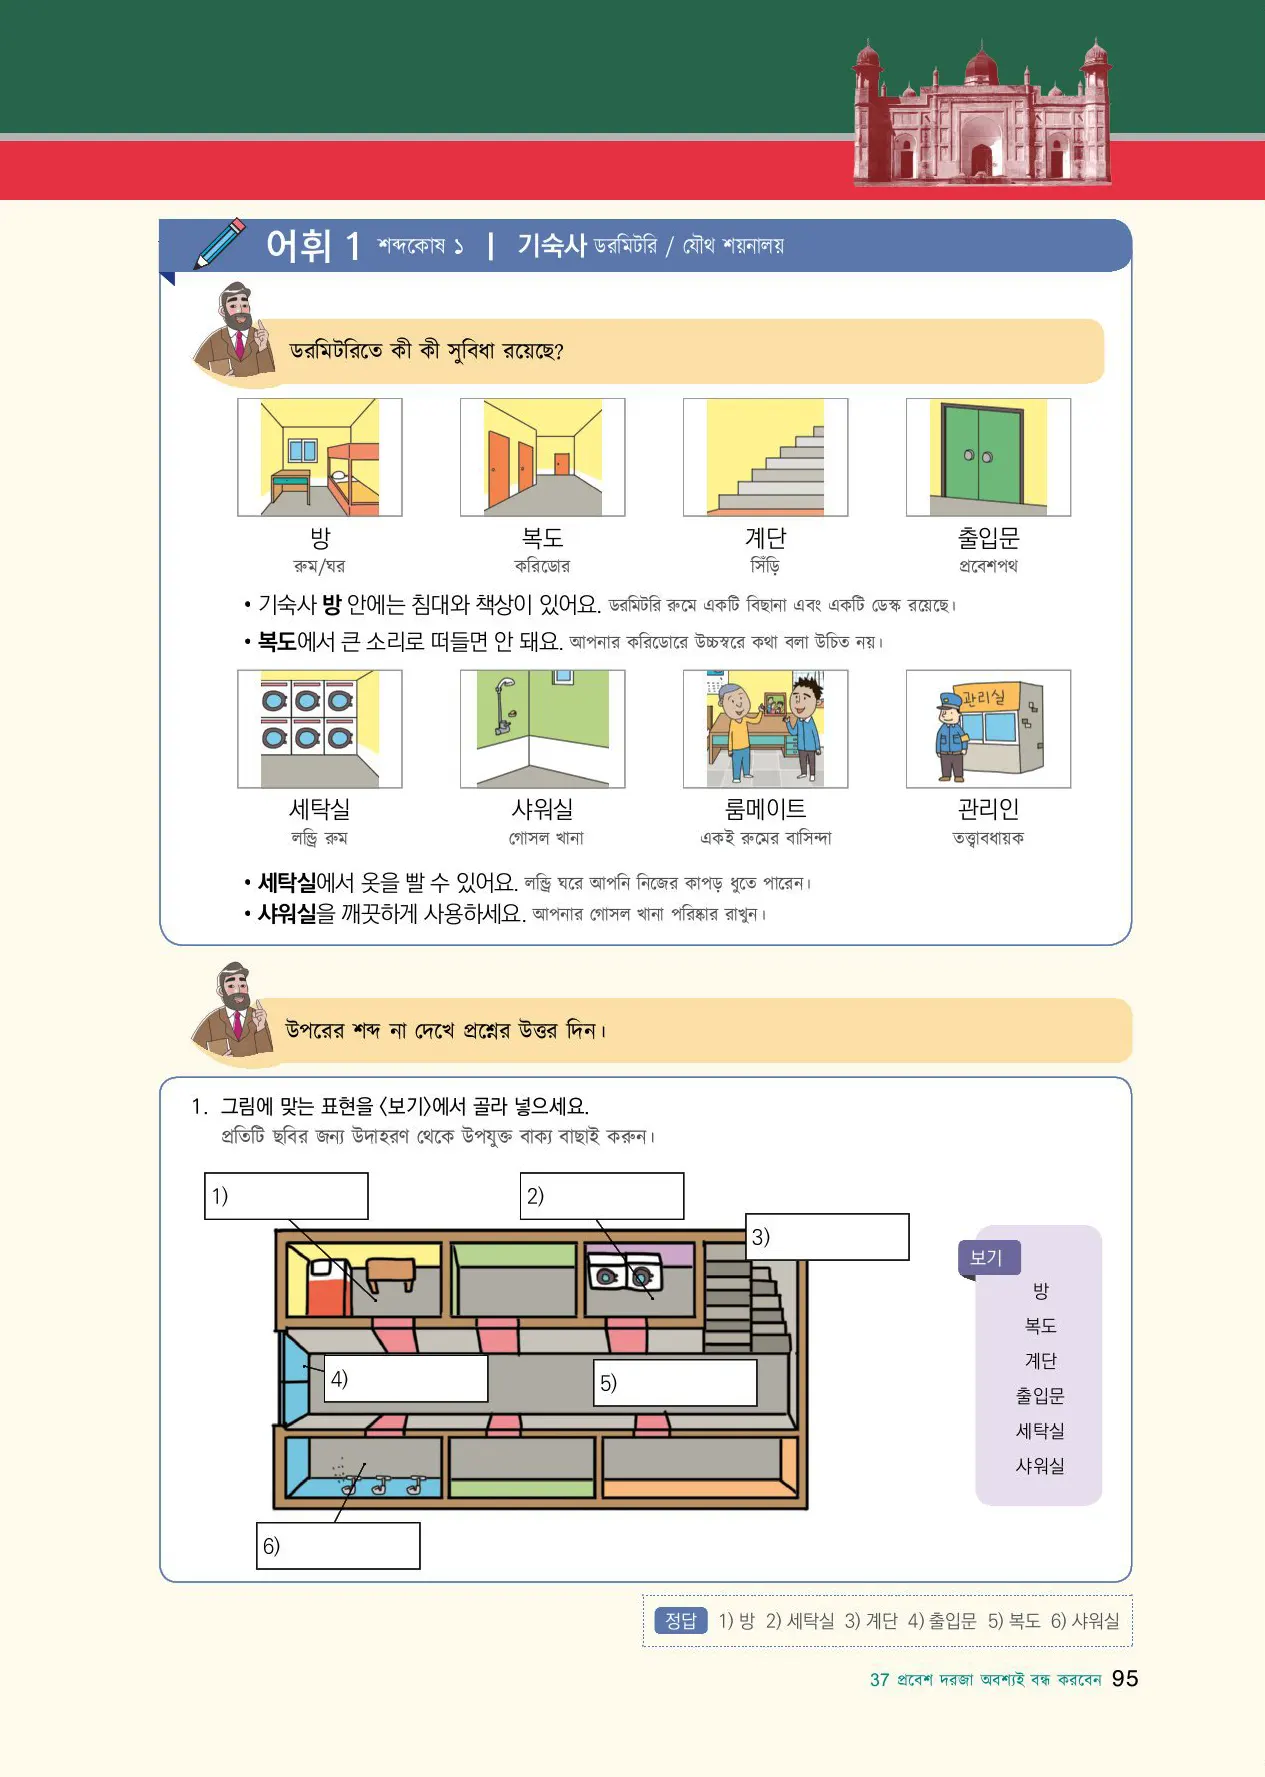 어휘 1 শব্দকোষ ১ | 기숙사 ডরমিটরি / যৌথ শয়নালয়
ডরমিটরিতে কী কী সুবিধা রয়েছে?
방 복도 계단 출입문
রুম/ঘর করিডোর সিঁড়ি প্রবেশপথ
• 기숙사 방 안에는 침대와 책상이 있어요. ডরমিটরি রুমে একটি বিছানা এবং একটি ডেস্ক রয়েছে।
• 복도에서 큰 소리로 떠들면 안 돼요. আপনার করিডোরে উচ্চস্বরে কথা বলা উচিত নয়।
관리실
세탁실 샤워실 룸메이트 관리인
লন্ড্রি রুম গোসল খানা একই রুমের বাসিন্দা তত্ত্বাবধায়ক
• 세탁실에서 옷을 빨 수 있어요. লন্ড্রি ঘরে আপনি নিজের কাপড় ধুতে পারেন।
• 샤워실을 깨끗하게 사용하세요. আপনার গোসল খানা পরিষ্কার রাখুন।
উপরের শব্দ না দেখে প্রশ্নের উত্তর দিন।
1. 그림에 맞는 표현을 〈보기〉에서 골라 넣으세요.
প্রতিটি ছবির জন্য উদাহরণ থেকে উপযুক্ত বাক্য বাছাই করুন।
1)
2)
3)
4)
5)
6)
보기
방
복도
계단
출입문
세탁실
샤워실
정답 1) 방 2) 세탁실 3) 계단 4) 출입문 5) 복도 6) 샤워실
37 প্রবেশ দরজা অবশ্যই বন্ধ করবেন 95